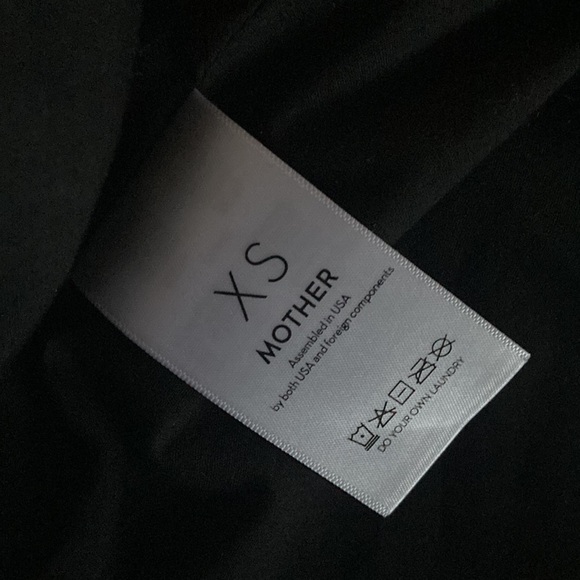 XS
MOTHER
Assembled in USA
by both USA and foreign components
DO YOUR OWN LAUNDRY